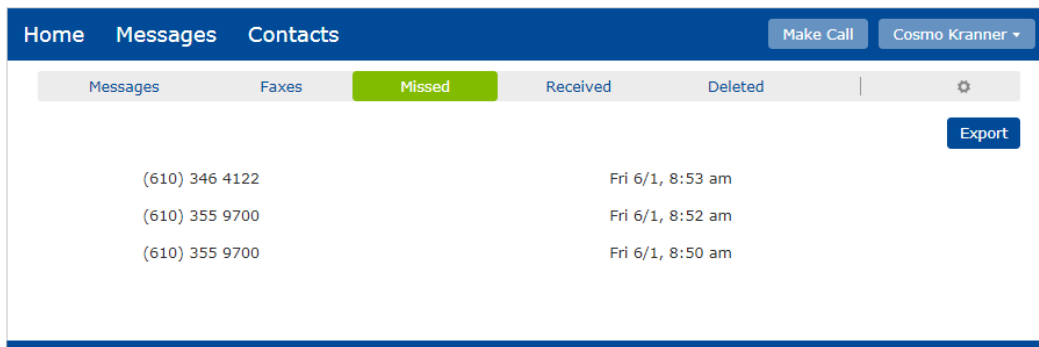 Home Messages Contacts Make Call Cosmo Kranner
Messages Faxes Missed Received Deleted
Export
(610) 346 4122 Fri 6/1, 8:53 am
(610) 355 9700 Fri 6/1, 8:52 am
(610) 355 9700 Fri 6/1, 8:50 am